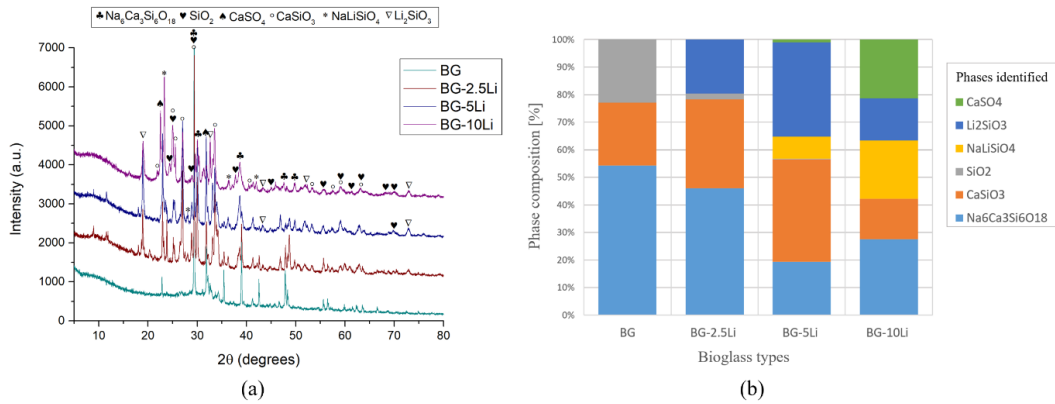 ♣Na₆Ca₃Si₆O₁₈ ♥SiO₂ ♠CaSO₄ ○CaSiO₃ *NaLiSiO₄ ▽Li₂SiO₃
7000
6000
5000
4000
3000
2000
1000
0
Intensity (a.u.)
BG
BG-2.5Li
BG-5Li
BG-10Li
10 20 30 40 50 60 70 80
2θ (degrees)
(a)
100%
90%
80%
70%
60%
50%
40%
30%
20%
10%
0%
Phase composition [%]
BG BG-2.5Li BG-5Li BG-10Li
Bioglass types
Phases identified
CaSO4
Li2SiO3
NaLiSiO4
SiO2
CaSiO3
Na6Ca3Si6O18
(b)